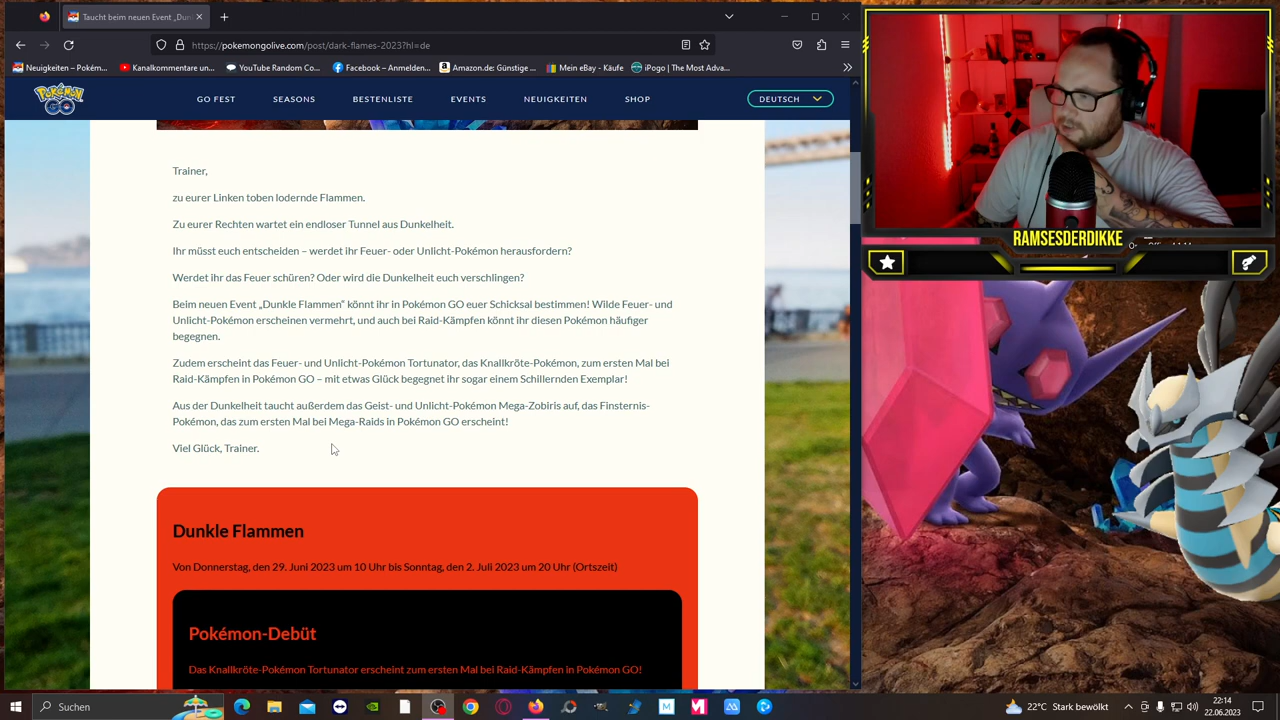 Taucht beim neuen Event „Dunk
https://pokemongolive.com/post/dark-flames-2023?hl=de
Neuigkeiten – Pokém...
Kanalkommentare un...
YouTube Random Co...
Facebook – Anmelden...
Amazon.de: Günstige ...
Mein eBay - Käufe
iPogo | The Most Adva...
POKÉMON GO
GO FEST
SEASONS
BESTENLISTE
EVENTS
NEUIGKEITEN
SHOP
DEUTSCH
Trainer,
zu eurer Linken toben lodernde Flammen.
Zu eurer Rechten wartet ein endloser Tunnel aus Dunkelheit.
Ihr müsst euch entscheiden – werdet ihr Feuer- oder Unlicht-Pokémon herausfordern?
Werdet ihr das Feuer schüren? Oder wird die Dunkelheit euch verschlingen?
Beim neuen Event „Dunkle Flammen“ könnt ihr in Pokémon GO euer Schicksal bestimmen! Wilde Feuer- und
Unlicht-Pokémon erscheinen vermehrt, und auch bei Raid-Kämpfen könnt ihr diesen Pokémon häufiger
begegnen.
Zudem erscheint das Feuer- und Unlicht-Pokémon Tortunator, das Knallkröte-Pokémon, zum ersten Mal bei
Raid-Kämpfen in Pokémon GO – mit etwas Glück begegnet ihr sogar einem Schillernden Exemplar!
Aus der Dunkelheit taucht außerdem das Geist- und Unlicht-Pokémon Mega-Zobiris auf, das Finsternis-
Pokémon, das zum ersten Mal bei Mega-Raids in Pokémon GO erscheint!
Viel Glück, Trainer.
Dunkle Flammen
Von Donnerstag, den 29. Juni 2023 um 10 Uhr bis Sonntag, den 2. Juli 2023 um 20 Uhr (Ortszeit)
Pokémon-Debüt
Das Knallkröte-Pokémon Tortunator erscheint zum ersten Mal bei Raid-Kämpfen in Pokémon GO!
RAMSESDERDIKKE
Suchen
22°C Regenschauer
22:14
22.06.2023